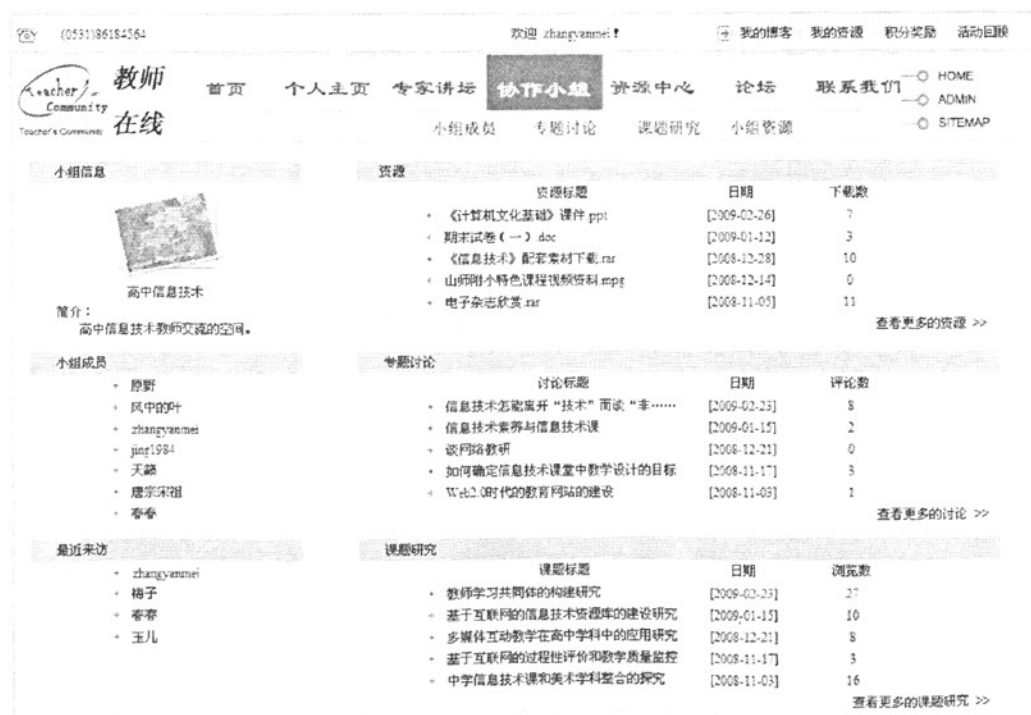 (0531)86184564 欢迎 zhangyanmei! 我的博客 我的资源 积分奖励 活动回顾
Teacher Community 教师在线
Teacher's Community
首页 个人主页 专家讲坛 协作小组 资源中心 论坛 联系我们
HOME
ADMIN
SITEMAP
小组成员 专题讨论 课题研究 小组资源
小组信息
高中信息技术
简介:
高中信息技术教师交流的空间。
资源
资源标题 日期 下载数
《计算机文化基础》课件.ppt [2009-02-26] 7
期末试卷(一).doc [2009-01-12] 3
《信息技术》配套素材下载.rar [2008-12-28] 10
山师附小特色课程视频资料.mpg [2008-12-14] 0
电子杂志欣赏.rar [2008-11-05] 11
查看更多的资源 >>
小组成员
原野
风中的叶
zhangyanmei
jing1984
天籁
唐宗宋祖
春春
专题讨论
讨论标题 日期 评论数
信息技术怎能离开“技术”而谈“非…… [2009-02-23] 8
信息技术素养与信息技术课 [2009-01-15] 2
谈网络教研 [2008-12-21] 0
如何确定信息技术课堂中教学设计的目标 [2008-11-17] 3
Web2.0时代的教育网站的建设 [2008-11-03] 1
查看更多的讨论 >>
最近来访
zhangyanmei
梅子
春春
玉儿
课题研究
课题标题 日期 浏览数
教师学习共同体的构建研究 [2009-02-23] 27
基于互联网的信息技术资源库的建设研究 [2009-01-15] 10
多媒体互动教学在高中学科中的应用研究 [2008-12-21] 8
基于互联网的过程性评价和教学质量监控 [2008-11-17] 3
中学信息技术课和美术学科整合的探究 [2008-11-03] 16
查看更多的课题研究 >>